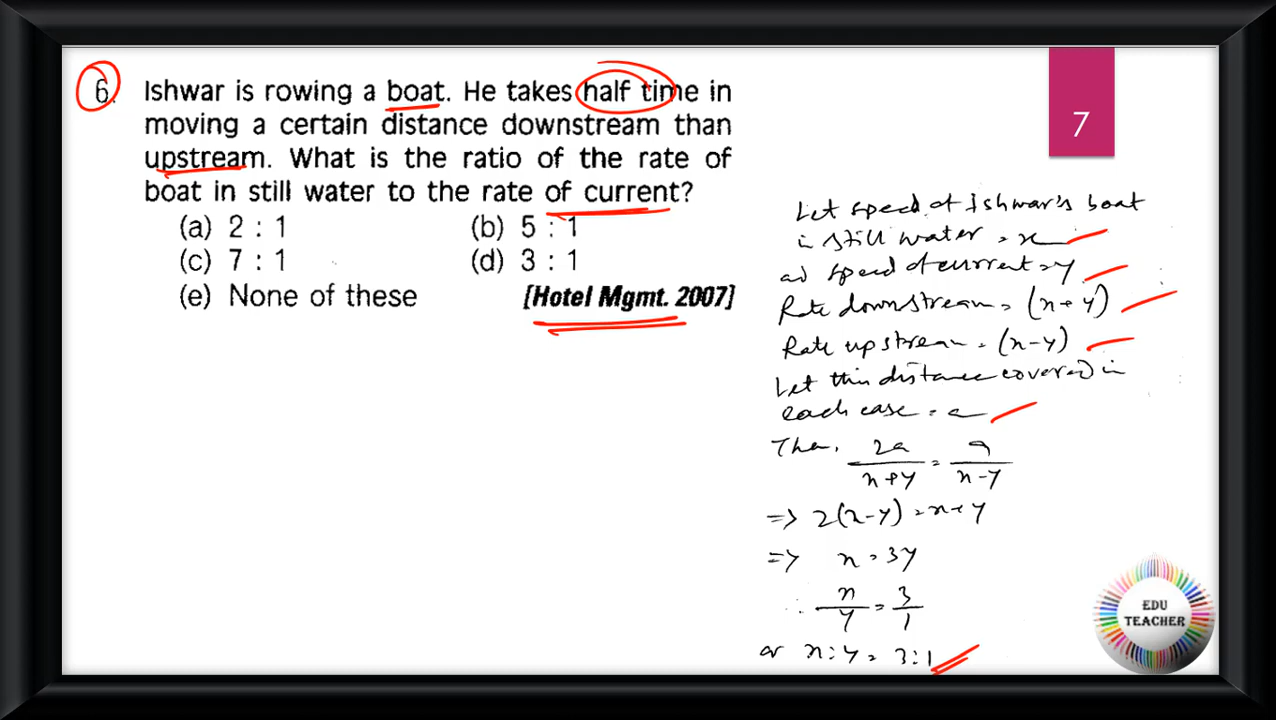 6. Ishwar is rowing a boat. He takes half time in
moving a certain distance downstream than
upstream. What is the ratio of the rate of
boat in still water to the rate of current?
(a) 2 : 1 (b) 5 : 1
(c) 7 : 1 (d) 3 : 1
(e) None of these [Hotel Mgmt. 2007]
7
Let speed of Ishwar's boat
in still water = x
ad speed of current = y
Rate downstream = (x+y)
Rate upstream = (x-y)
Let the distance covered in
each case = a
Then, 2a/x+y = a/x-y
=> 2(x-y) = x+y
=> x = 3y
∴ x/y = 3/1
or x:y = 3:1
EDU
TEACHER